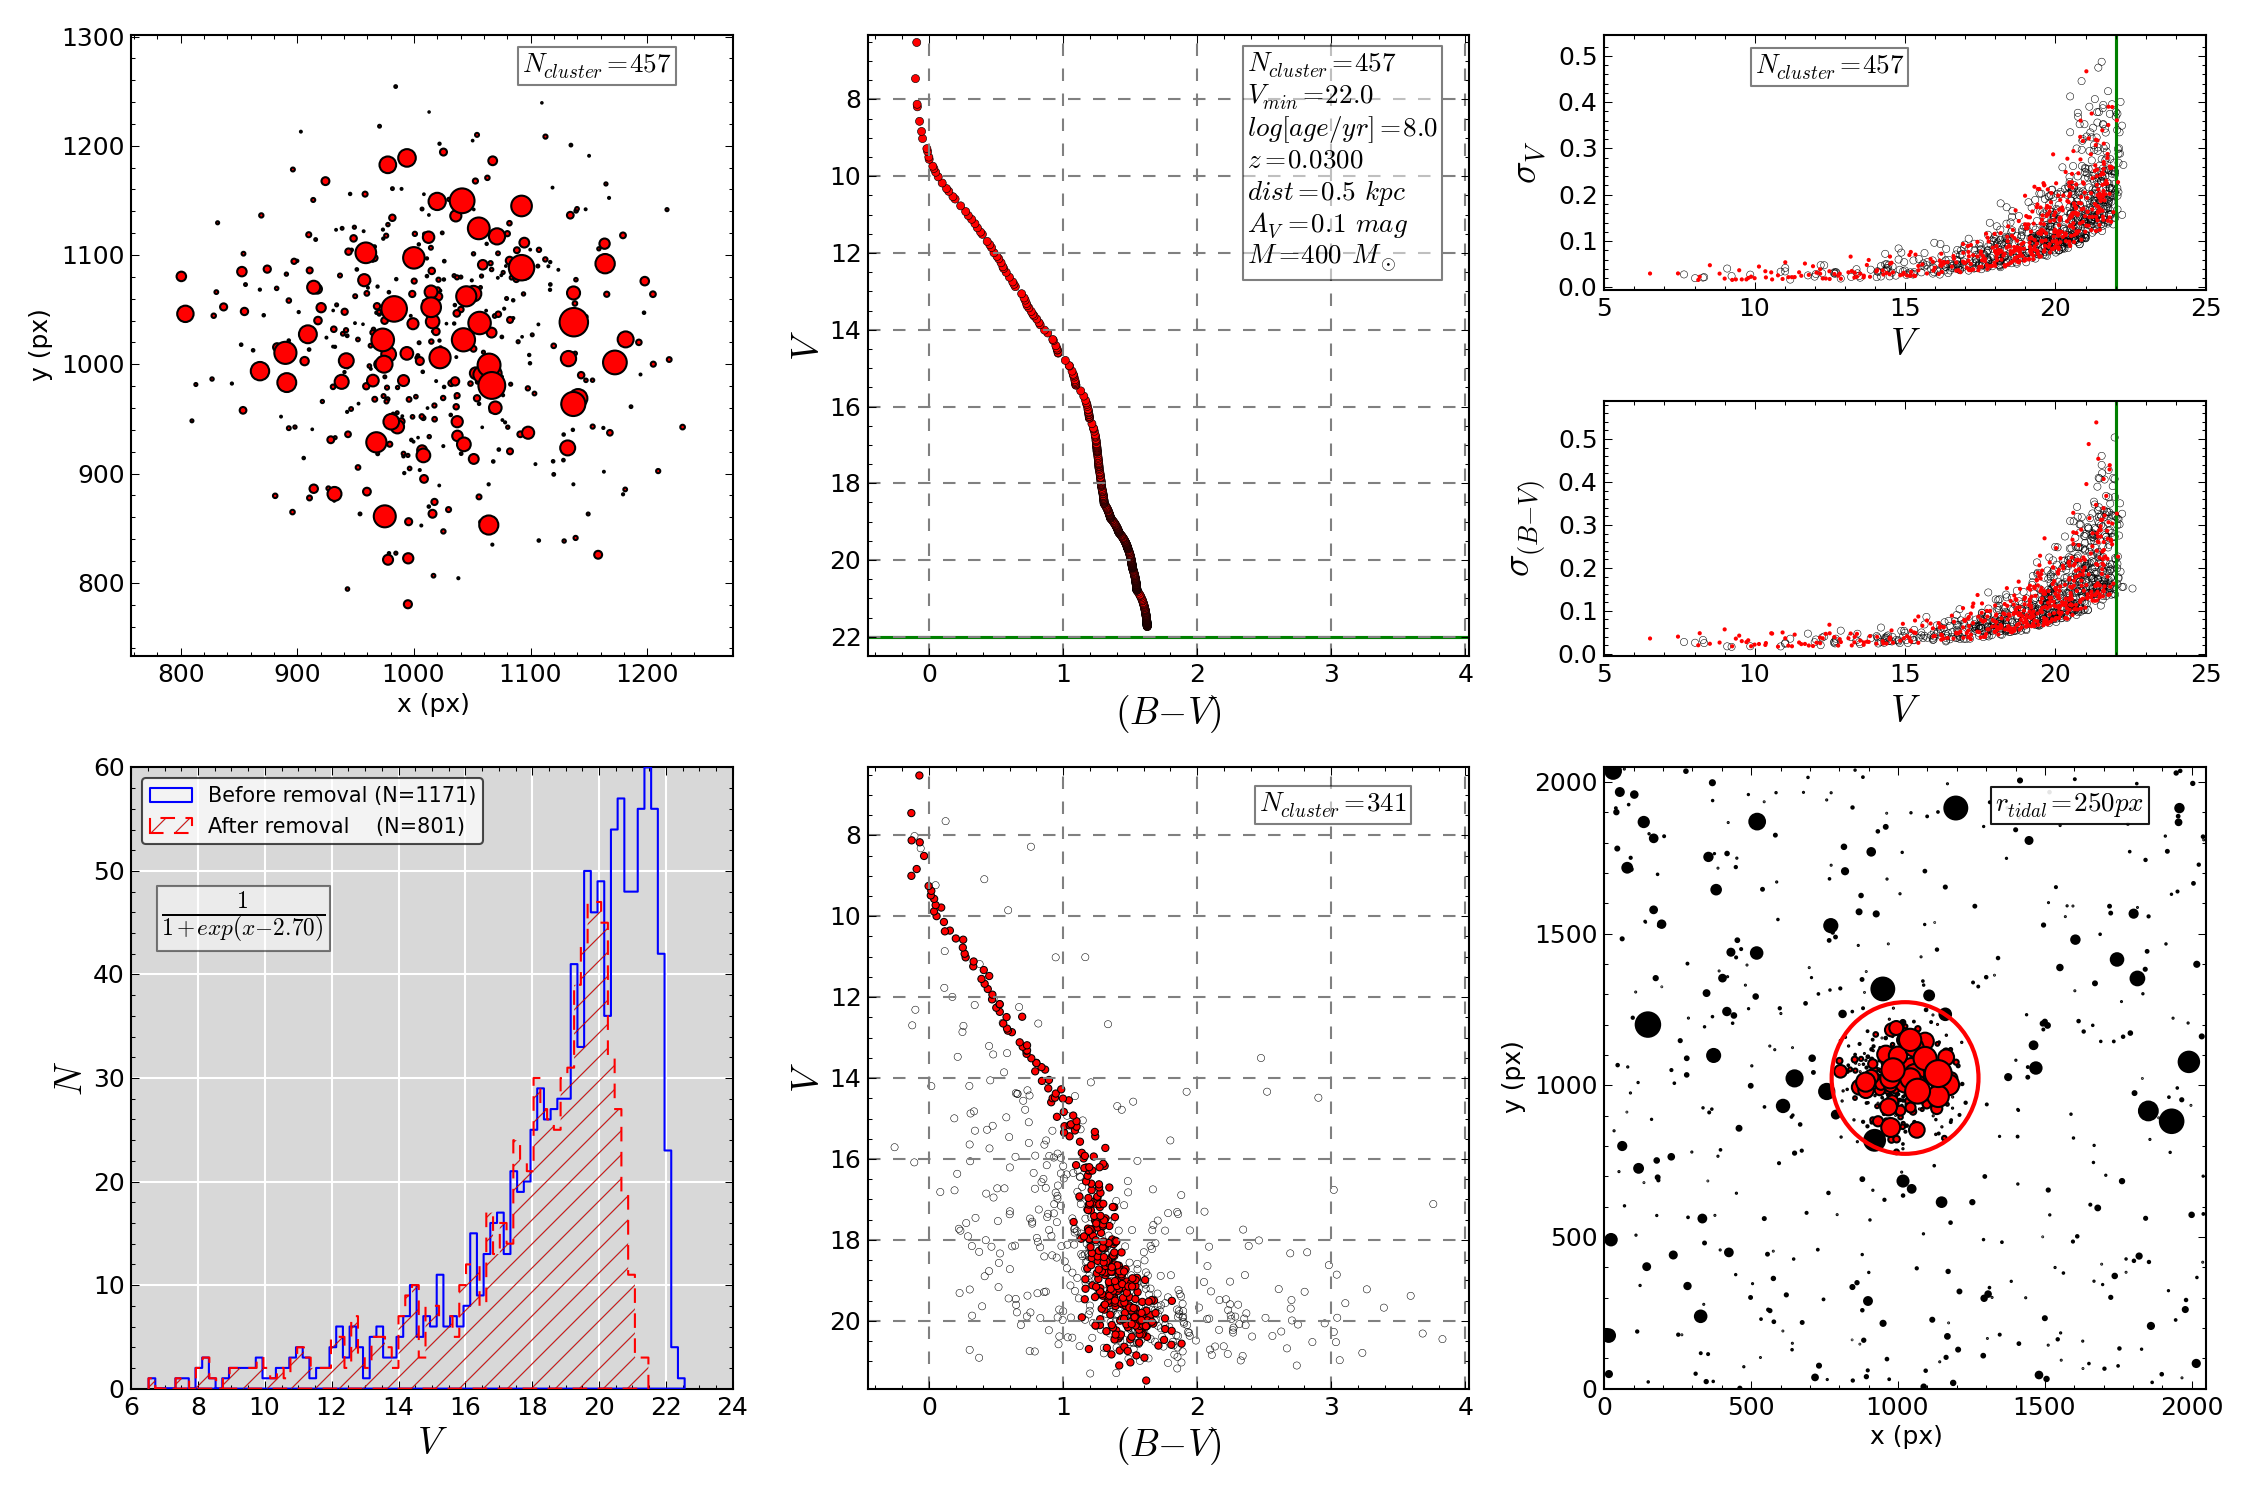 1300
1200
1100
1000
900
800
y (px)
N_cluster=457
800 900 1000 1100 1200
x (px)
8
10
12
14
16
18
20
22
V
N_cluster=457
V_min=22.0
log[age/yr]=8.0
z=0.0300
dist=0.5 kpc
A_V=0.1 mag
M=400 M_⊙
0 1 2 3 4
(B−V)
0.5
0.4
0.3
0.2
0.1
0.0
σ_V
N_cluster=457
5 10 15 20 25
V
0.5
0.4
0.3
0.2
0.1
0.0
σ_(B−V)
5 10 15 20 25
V
60
50
40
30
20
10
0
N
Before removal (N=1171)
After removal (N=801)
1
1+exp(x−2.70)
6 8 10 12 14 16 18 20 22 24
V
8
10
12
14
16
18
20
V
N_cluster=341
0 1 2 3 4
(B−V)
2000
1500
1000
500
0
y (px)
r_tidal=250px
0 500 1000 1500 2000
x (px)